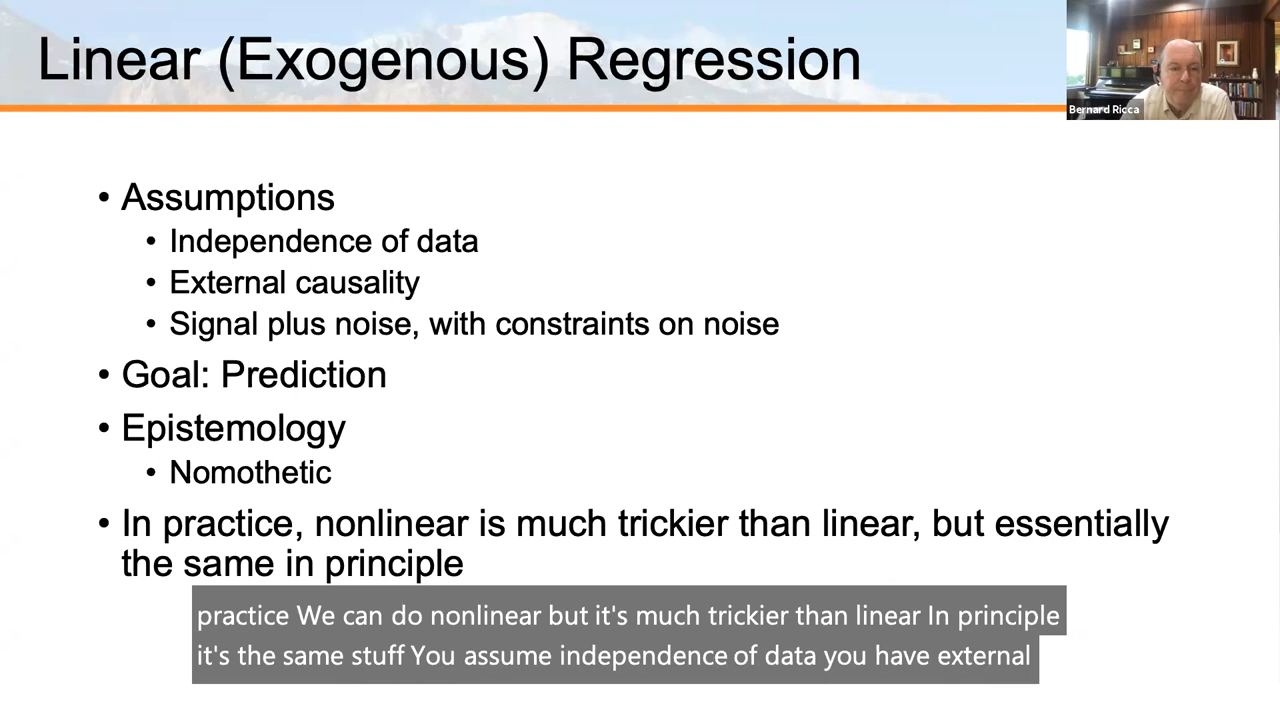 Linear (Exogenous) Regression
Bernard Ricca
• Assumptions
• Independence of data
• External causality
• Signal plus noise, with constraints on noise
• Goal: Prediction
• Epistemology
• Nomothetic
• In practice, nonlinear is much trickier than linear, but essentially
the same in principle
practice We can do nonlinear but it's much trickier than linear In principle
it's the same stuff You assume independence of data you have external